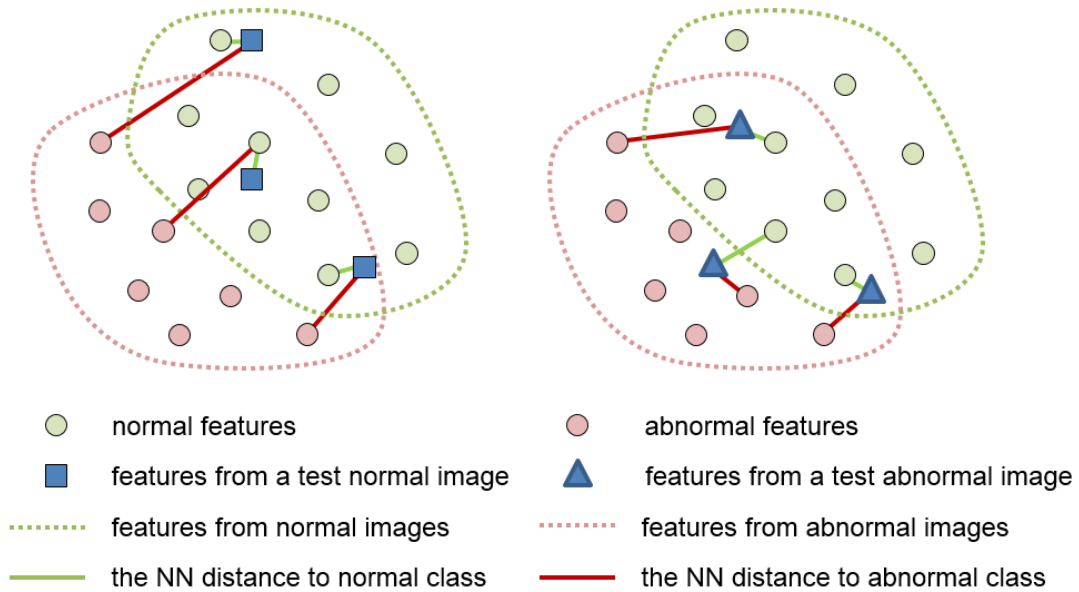 normal features
abnormal features
features from a test normal image
features from a test abnormal image
features from normal images
features from abnormal images
the NN distance to normal class
the NN distance to abnormal class